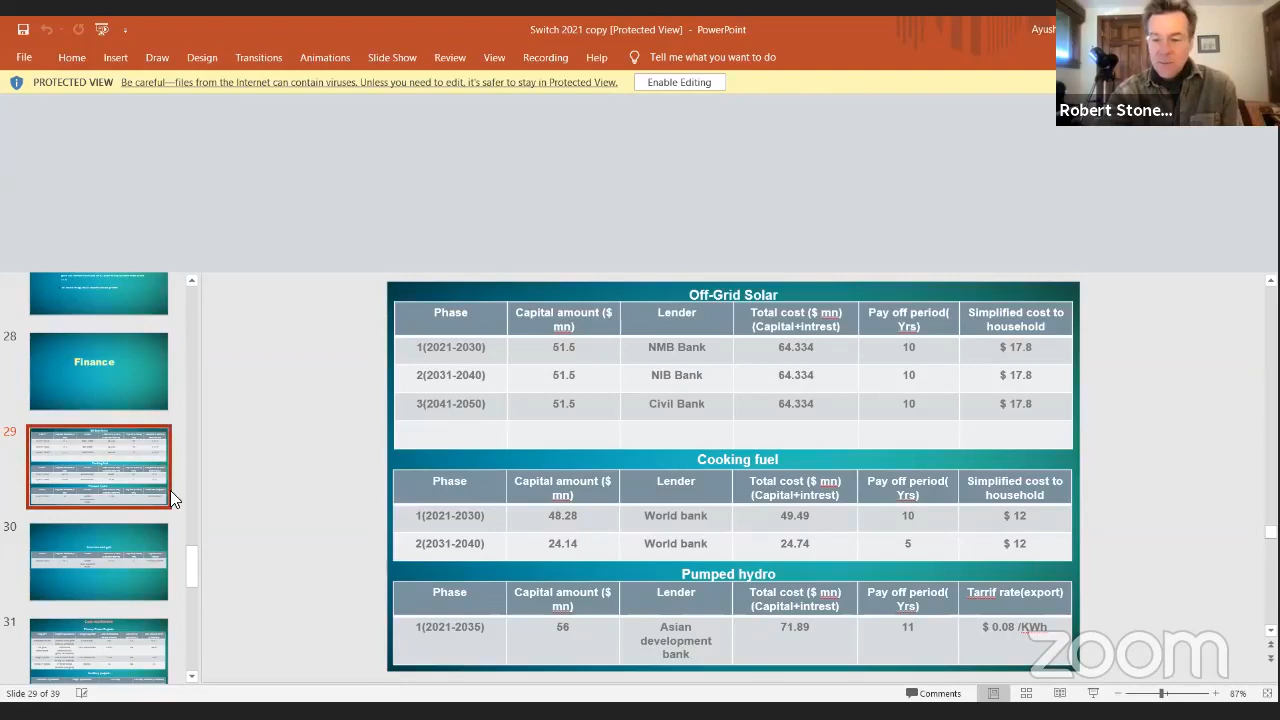 Switch 2021 copy [Protected View] - PowerPoint
Ayush
File Home Insert Draw Design Transitions Animations Slide Show Review View Recording Help Tell me what you want to do
PROTECTED VIEW Be careful—files from the Internet can contain viruses. Unless you need to edit, it's safer to stay in Protected View. Enable Editing
Robert Stone...
28
Finance
29
30
31
Off-Grid Solar
Phase Capital amount ($ mn) Lender Total cost ($ mn) (Capital+intrest) Pay off period( Yrs) Simplified cost to household
1(2021-2030) 51.5 NMB Bank 64.334 10 $ 17.8
2(2031-2040) 51.5 NIB Bank 64.334 10 $ 17.8
3(2041-2050) 51.5 Civil Bank 64.334 10 $ 17.8
Cooking fuel
Phase Capital amount ($ mn) Lender Total cost ($ mn) (Capital+intrest) Pay off period( Yrs) Simplified cost to household
1(2021-2030) 48.28 World bank 49.49 10 $ 12
2(2031-2040) 24.14 World bank 24.74 5 $ 12
Pumped hydro
Phase Capital amount ($ mn) Lender Total cost ($ mn) (Capital+intrest) Pay off period( Yrs) Tarrif rate(export)
1(2021-2035) 56 Asian development bank 71.89 11 $ 0.08 /KWh
zoom
Slide 29 of 39 Comments 87%